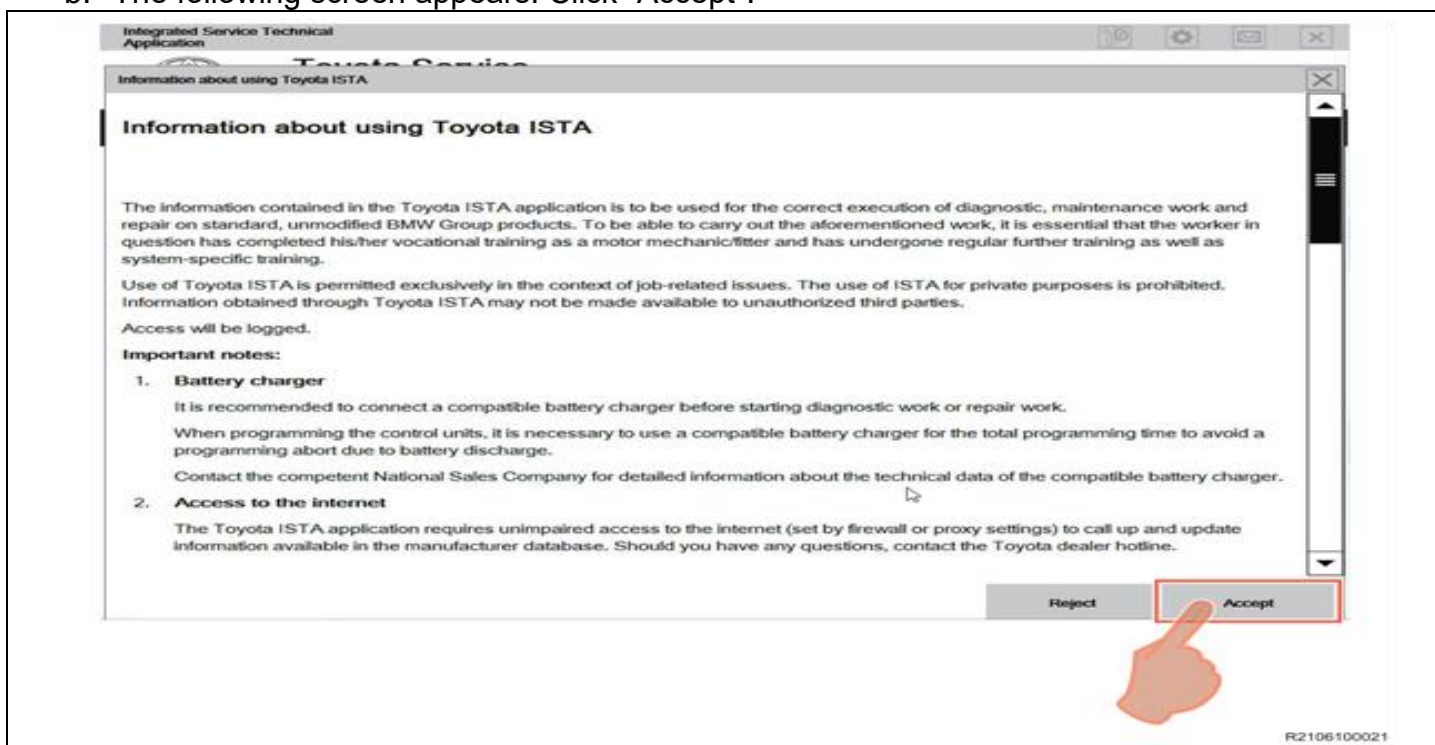 b. The following screen appears. Click "Accept".
Integrated Service Technical
Application
Toyota Service
Information about using Toyota ISTA
Information about using Toyota ISTA
The information contained in the Toyota ISTA application is to be used for the correct execution of diagnostic, maintenance work and
repair on standard, unmodified BMW Group products. To be able to carry out the aforementioned work, it is essential that the worker in
question has completed his/her vocational training as a motor mechanic/fitter and has undergone regular further training as well as
system-specific training.
Use of Toyota ISTA is permitted exclusively in the context of job-related issues. The use of ISTA for private purposes is prohibited.
Information obtained through Toyota ISTA may not be made available to unauthorized third parties.
Access will be logged.
Important notes:
1. Battery charger
It is recommended to connect a compatible battery charger before starting diagnostic work or repair work.
When programming the control units, it is necessary to use a compatible battery charger for the total programming time to avoid a
programming abort due to battery discharge.
Contact the competent National Sales Company for detailed information about the technical data of the compatible battery charger.
2. Access to the internet
The Toyota ISTA application requires unimpaired access to the internet (set by firewall or proxy settings) to call up and update
information available in the manufacturer database. Should you have any questions, contact the Toyota dealer hotline.
Reject Accept
R2106100021